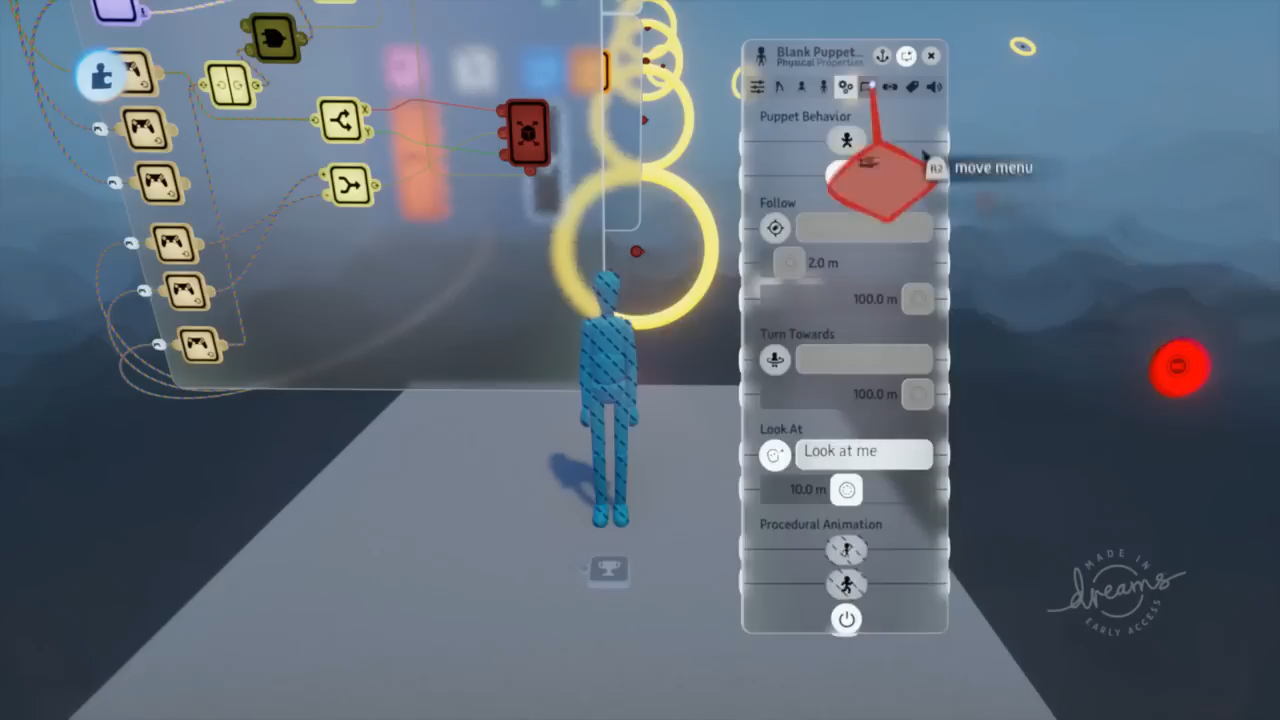 Blank Puppet...
Physical Properties
Puppet Behavior
R2
move menu
Follow
2.0 m
100.0 m
Turn Towards
100.0 m
Look At
Look at me
10.0 m
Procedural Animation
X
Y
MADE IN
dreams
EARLY ACCESS